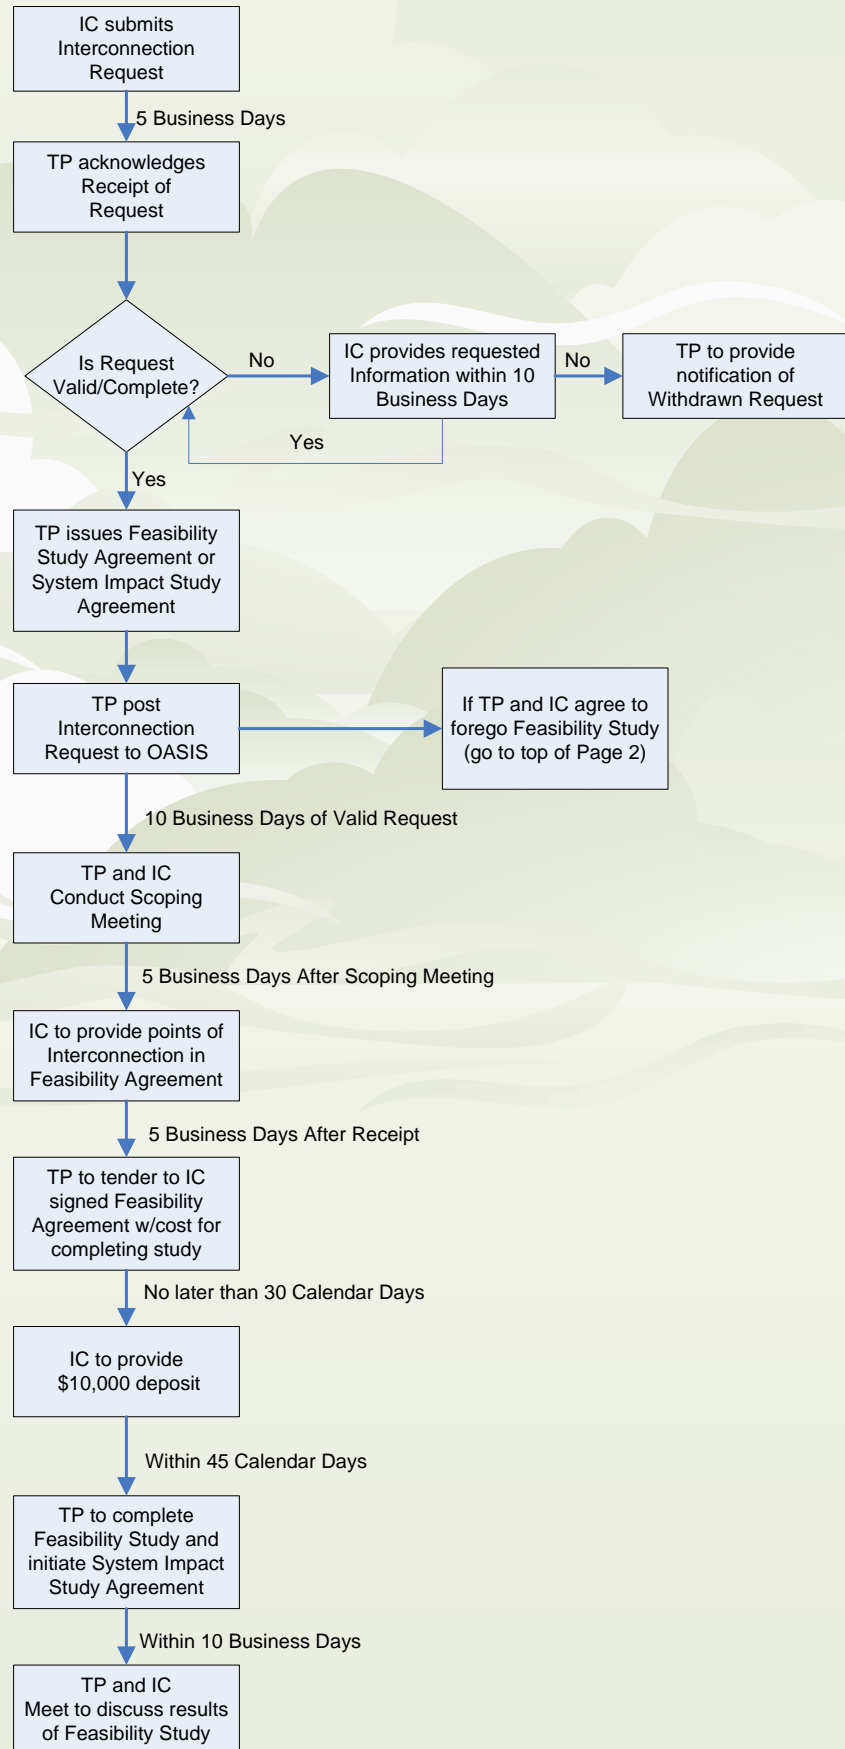 IC submits
Interconnection
Request
5 Business Days
TP acknowledges
Receipt of
Request
Is Request
Valid/Complete?
No
IC provides requested
Information within 10
Business Days
No
TP to provide
notification of
Withdrawn Request
Yes
Yes
TP issues Feasibility
Study Agreement or
System Impact Study
Agreement
TP post
Interconnection
Request to OASIS
If TP and IC agree to
forego Feasibility Study
(go to top of Page 2)
10 Business Days of Valid Request
TP and IC
Conduct Scoping
Meeting
5 Business Days After Scoping Meeting
IC to provide points of
Interconnection in
Feasibility Agreement
5 Business Days After Receipt
TP to tender to IC
signed Feasibility
Agreement w/cost for
completing study
No later than 30 Calendar Days
IC to provide
$10,000 deposit
Within 45 Calendar Days
TP to complete
Feasibility Study and
initiate System Impact
Study Agreement
Within 10 Business Days
TP and IC
Meet to discuss results
of Feasibility Study